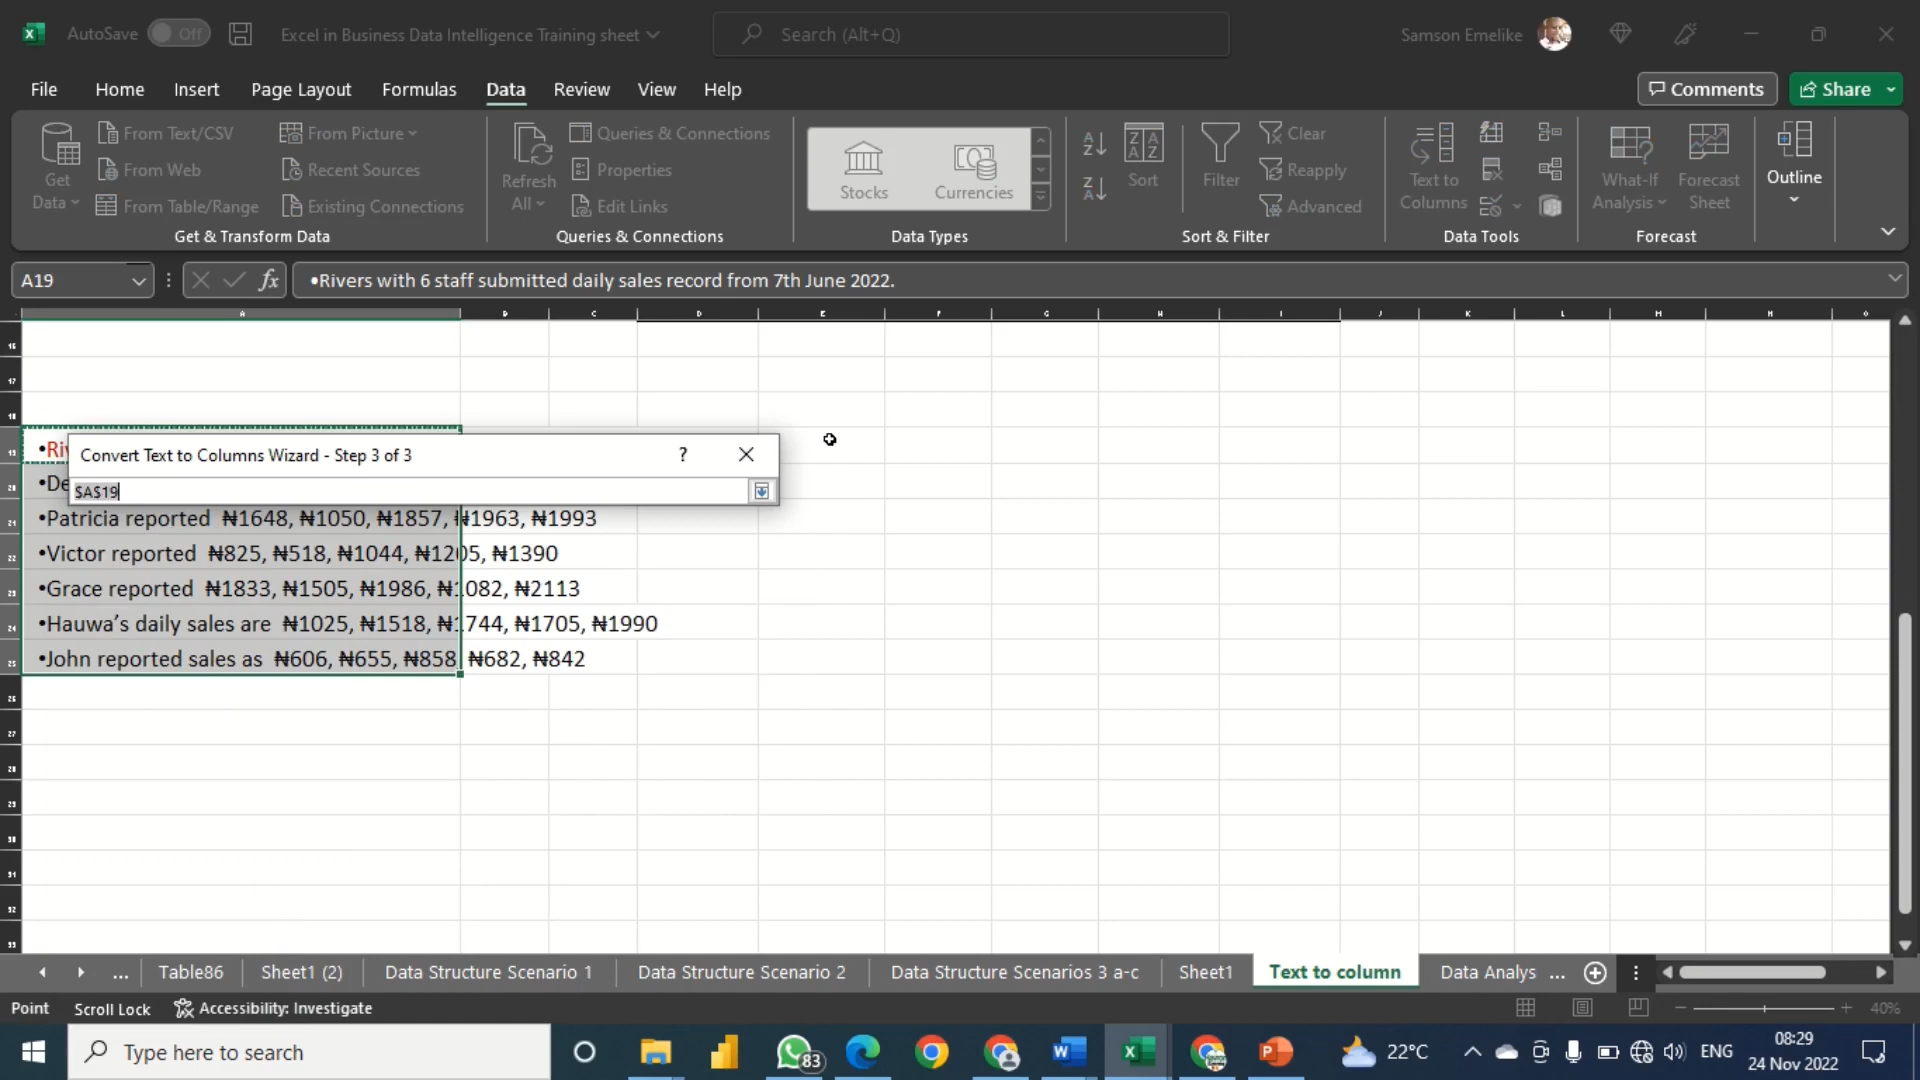 AutoSave Off Excel in Business Data Intelligence Training sheet Search (Alt+Q) Samson Emelike
File Home Insert Page Layout Formulas Data Review View Help Comments Share
Get Data From Text/CSV From Web From Table/Range From Picture Recent Sources Existing Connections
Refresh All Queries & Connections Properties Edit Links
Stocks Currencies
Sort Filter Clear Reapply Advanced
Text to Columns What-If Analysis Forecast Sheet Outline
Get & Transform Data Queries & Connections Data Types Sort & Filter Data Tools Forecast
A19 fx •Rivers with 6 staff submitted daily sales record from 7th June 2022.
•Riv
Convert Text to Columns Wizard - Step 3 of 3 ?
•De
$A$19
•Patricia reported ₦1648, ₦1050, ₦1857, ₦1963, ₦1993
•Victor reported ₦825, ₦518, ₦1044, ₦1205, ₦1390
•Grace reported ₦1833, ₦1505, ₦1986, ₦1082, ₦2113
•Hauwa’s daily sales are ₦1025, ₦1518, ₦1744, ₦1705, ₦1990
•John reported sales as ₦606, ₦655, ₦858, ₦682, ₦842
... Table86 Sheet1 (2) Data Structure Scenario 1 Data Structure Scenario 2 Data Structure Scenarios 3 a-c Sheet1 Text to column Data Analys ...
Point Scroll Lock Accessibility: Investigate 40%
Type here to search 83 22°C ENG 08:29
24 Nov 2022